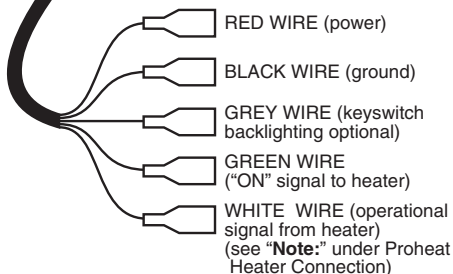 RED WIRE (power)
BLACK WIRE (ground)
GREY WIRE (keyswitch
backlighting optional)
GREEN WIRE
("ON" signal to heater)
WHITE WIRE (operational
signal from heater)
(see "Note:" under Proheat
Heater Connection)